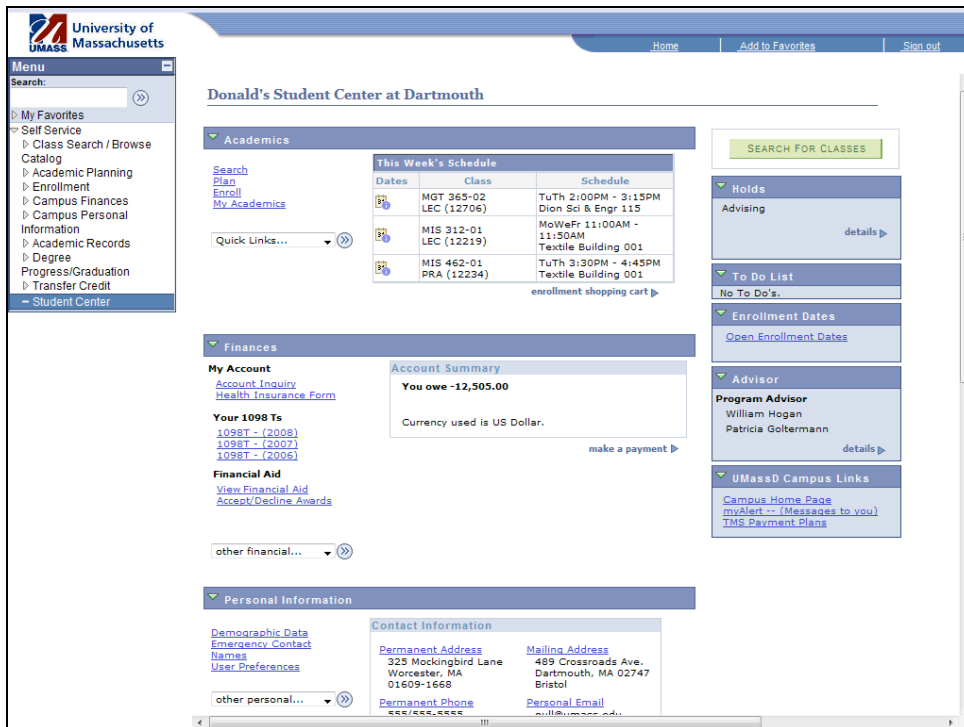 University of
Massachusetts
UMASS
Home
Add to Favorites
Sign out
Menu
Search:
My Favorites
Self Service
Class Search / Browse
Catalog
Academic Planning
Enrollment
Campus Finances
Campus Personal
Information
Academic Records
Degree
Progress/Graduation
Transfer Credit
Student Center
Donald's Student Center at Dartmouth
Academics
Search
Plan
Enroll
My Academics
Quick Links...
This Week's Schedule
Dates Class Schedule
MGT 365-02
LEC (12706)
TuTh 2:00PM - 3:15PM
Dion Sci & Engr 115
MIS 312-01
LEC (12219)
MoWeFr 11:00AM -
11:50AM
Textile Building 001
MIS 462-01
PRA (12234)
TuTh 3:30PM - 4:45PM
Textile Building 001
enrollment shopping cart
Finances
My Account
Account Inquiry
Health Insurance Form
Your 1098 Ts
1098T - (2008)
1098T - (2007)
1098T - (2006)
Financial Aid
View Financial Aid
Accept/Decline Awards
other financial...
Account Summary
You owe -12,505.00
Currency used is US Dollar.
make a payment
Personal Information
Demographic Data
Emergency Contact
Names
User Preferences
other personal...
Contact Information
Permanent Address
325 Mockingbird Lane
Worcester, MA
01609-1668
Mailing Address
489 Crossroads Ave.
Dartmouth, MA 02747
Bristol
Permanent Phone
555/555-5555
Personal Email
null@umass.edu
SEARCH FOR CLASSES
Holds
Advising
details
To Do List
No To Do's.
Enrollment Dates
Open Enrollment Dates
Advisor
Program Advisor
William Hogan
Patricia Goltermann
details
UMassD Campus Links
Campus Home Page
myAlert -- (Messages to you)
TMS Payment Plans